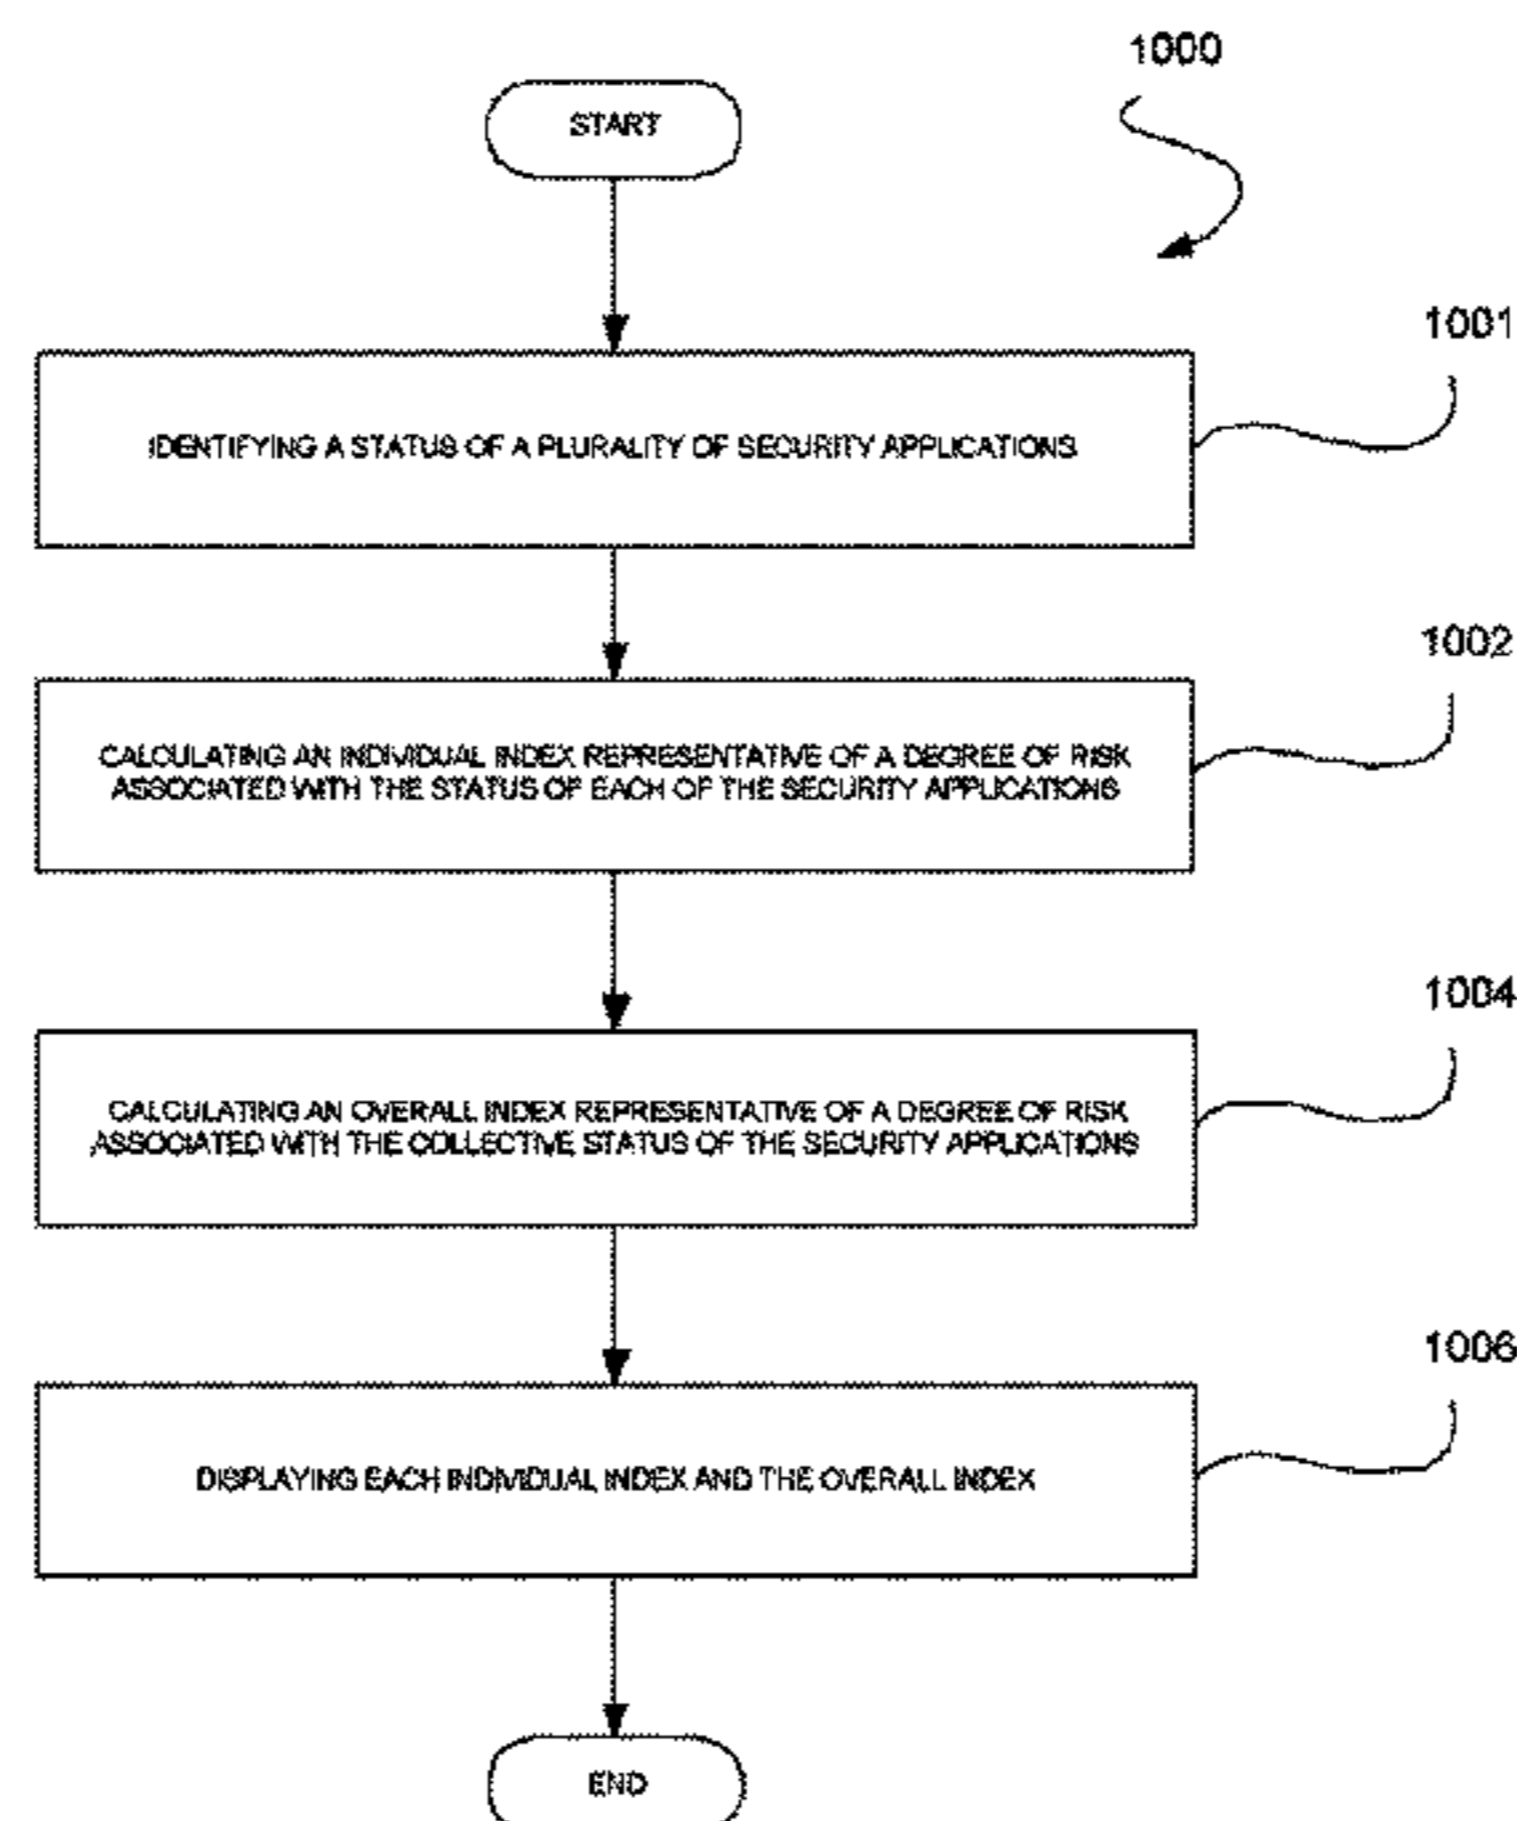 1000
START
1001
IDENTIFYING A STATUS OF A PLURALITY OF SECURITY APPLICATIONS
1002
CALCULATING AN INDIVIDUAL INDEX REPRESENTATIVE OF A DEGREE OF RISK
ASSOCIATED WITH THE STATUS OF EACH OF THE SECURITY APPLICATIONS
1004
CALCULATING AN OVERALL INDEX REPRESENTATIVE OF A DEGREE OF RISK
ASSOCIATED WITH THE COLLECTIVE STATUS OF THE SECURITY APPLICATIONS
1006
DISPLAYING EACH INDIVIDUAL INDEX AND THE OVERALL INDEX
END